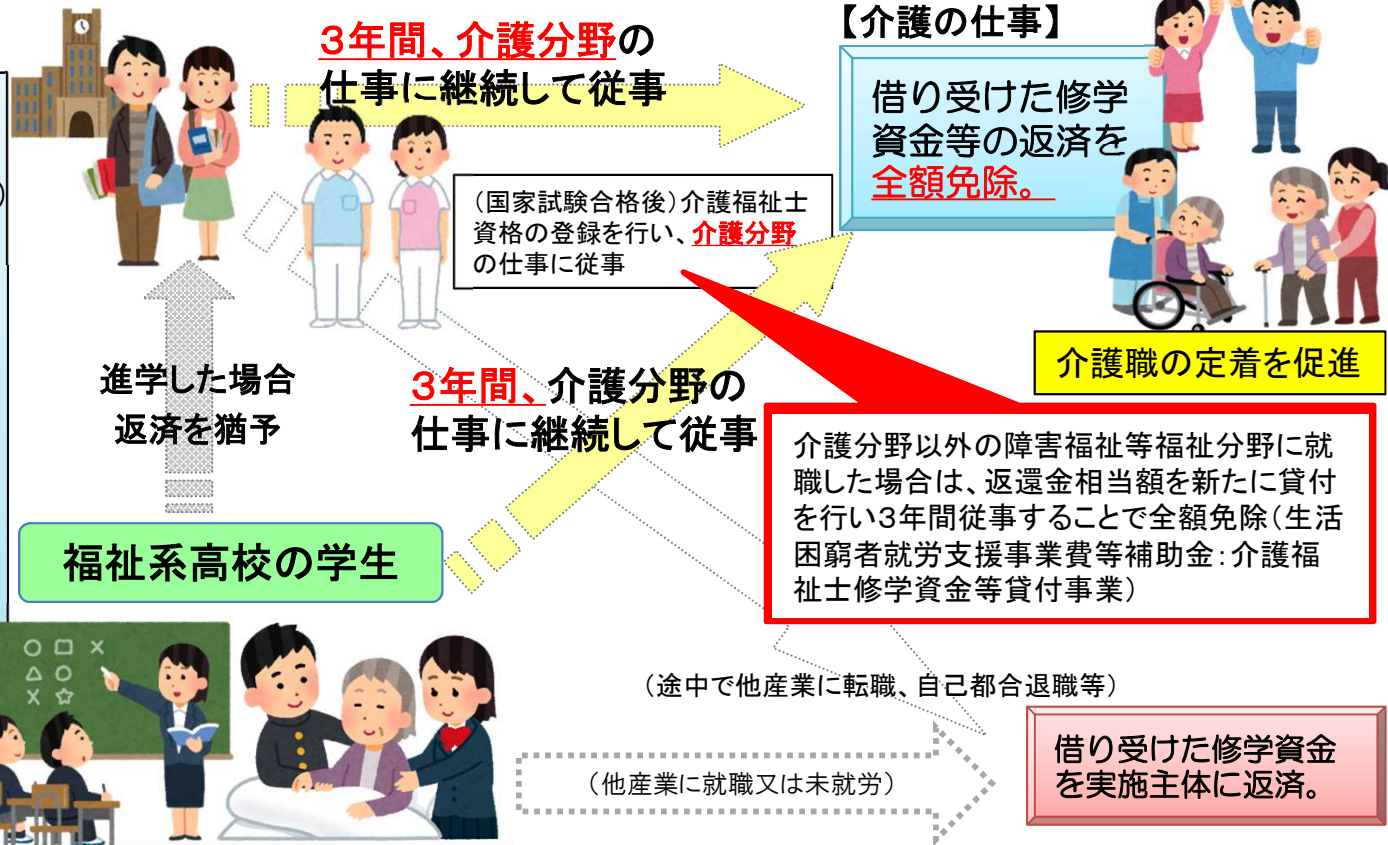 3年間、介護分野の
仕事に継続して従事
【介護の仕事】
借り受けた修学
資金等の返済を
全額免除。
）
（国家試験合格後）介護福祉士
資格の登録を行い、介護分野
の仕事に従事
介護職の定着を促進
進学した場合
返済を猶予
3年間、介護分野の
仕事に継続して従事
介護分野以外の障害福祉等福祉分野に就
職した場合は、返還金相当額を新たに貸付
を行い3年間従事することで全額免除（生活
困窮者就労支援事業費等補助金：介護福
祉士修学資金等貸付事業）
福祉系高校の学生
（途中で他産業に転職、自己都合退職等）
（他産業に就職又は未就労）
借り受けた修学資金
を実施主体に返済。